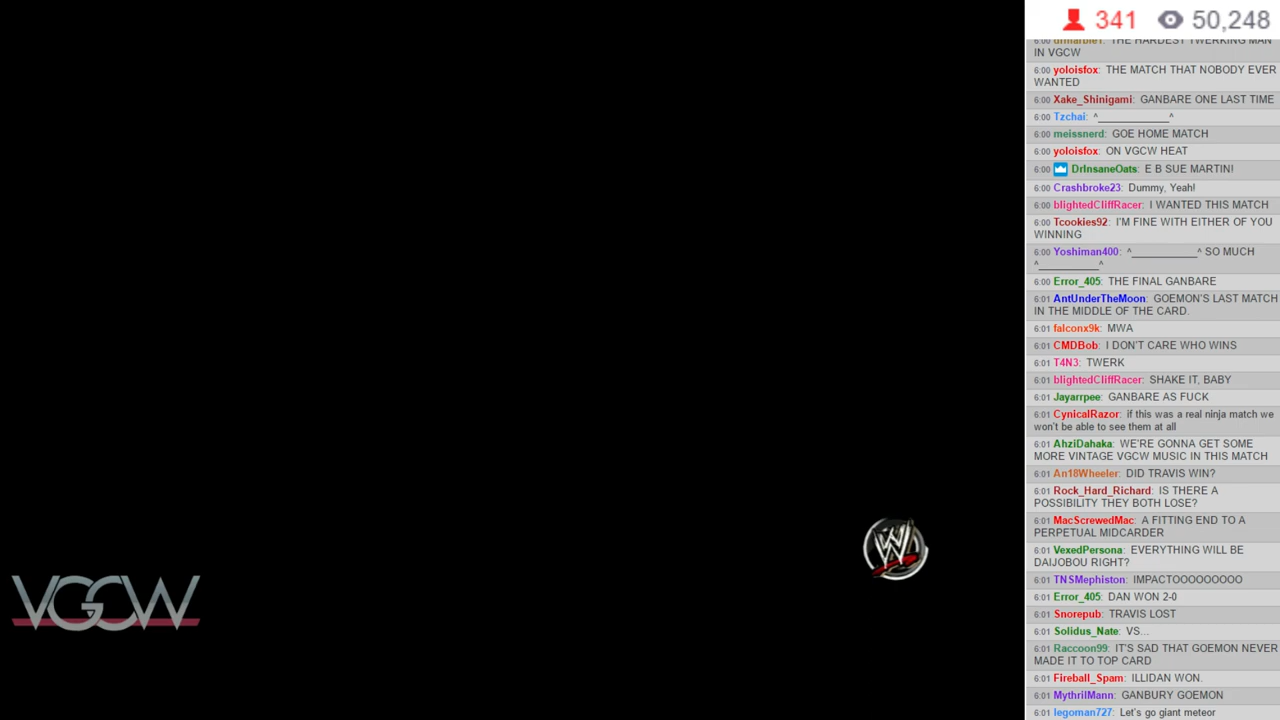 341 50,248
6:00 drmarble1: THE HARDEST TWERKING MAN
IN VGCW
6:00 yoloisfox: THE MATCH THAT NOBODY EVER
WANTED
6:00 Xake_Shinigami: GANBARE ONE LAST TIME
6:00 Tzchai: ^____________^
6:00 meissnerd: GOE HOME MATCH
6:00 yoloisfox: ON VGCW HEAT
6:00 DrInsaneOats: E B SUE MARTIN!
6:00 Crashbroke23: Dummy, Yeah!
6:00 blightedCliffRacer: I WANTED THIS MATCH
6:00 Tcookies92: I'M FINE WITH EITHER OF YOU
WINNING
6:00 Yoshiman400: ^___________^ SO MUCH
^__________^
6:00 Error_405: THE FINAL GANBARE
6:01 AntUnderTheMoon: GOEMON'S LAST MATCH
IN THE MIDDLE OF THE CARD.
6:01 falconx9k: MWA
6:01 CMDBob: I DON'T CARE WHO WINS
6:01 T4N3: TWERK
6:01 blightedCliffRacer: SHAKE IT, BABY
6:01 Jayarrpee: GANBARE AS FUCK
6:01 CynicalRazor: if this was a real ninja match we
won't be able to see them at all
6:01 AhziDahaka: WE'RE GONNA GET SOME
MORE VINTAGE VGCW MUSIC IN THIS MATCH
6:01 An18Wheeler: DID TRAVIS WIN?
6:01 Rock_Hard_Richard: IS THERE A
POSSIBILITY THEY BOTH LOSE?
6:01 MacScrewedMac: A FITTING END TO A
PERPETUAL MIDCARDER
6:01 VexedPersona: EVERYTHING WILL BE
DAIJOBOU RIGHT?
6:01 TNSMephiston: IMPACTOOOOOOOOO
6:01 Error_405: DAN WON 2-0
6:01 Snorepub: TRAVIS LOST
6:01 Solidus_Nate: VS...
6:01 Raccoon99: IT'S SAD THAT GOEMON NEVER
MADE IT TO TOP CARD
6:01 Fireball_Spam: ILLIDAN WON.
6:01 MythrilMann: GANBURY GOEMON
6:01 legoman727: Let's go giant meteor
W
VGCW